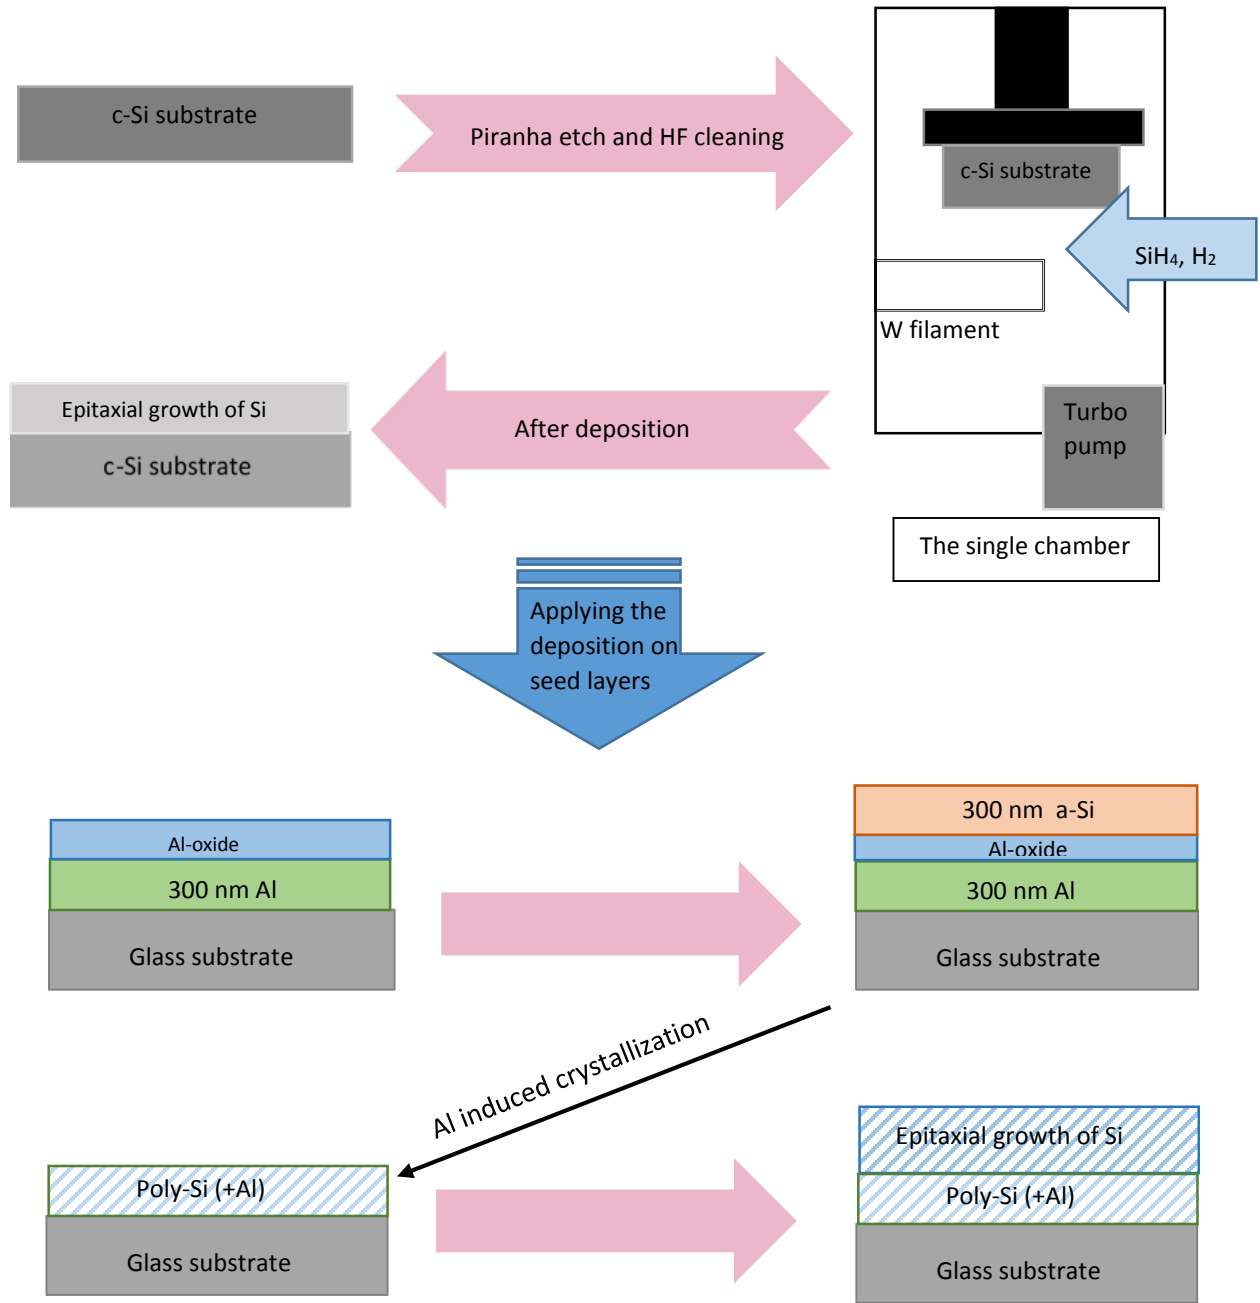 c-Si substrate
Piranha etch and HF cleaning
c-Si substrate
SiH₄, H₂
W filament
Turbo
pump
The single chamber
After deposition
Epitaxial growth of Si
c-Si substrate
Applying the
deposition on
seed layers
Al-oxide
300 nm Al
Glass substrate
300 nm a-Si
Al-oxide
300 nm Al
Glass substrate
Al induced crystallization
Poly-Si (+Al)
Glass substrate
Epitaxial growth of Si
Poly-Si (+Al)
Glass substrate